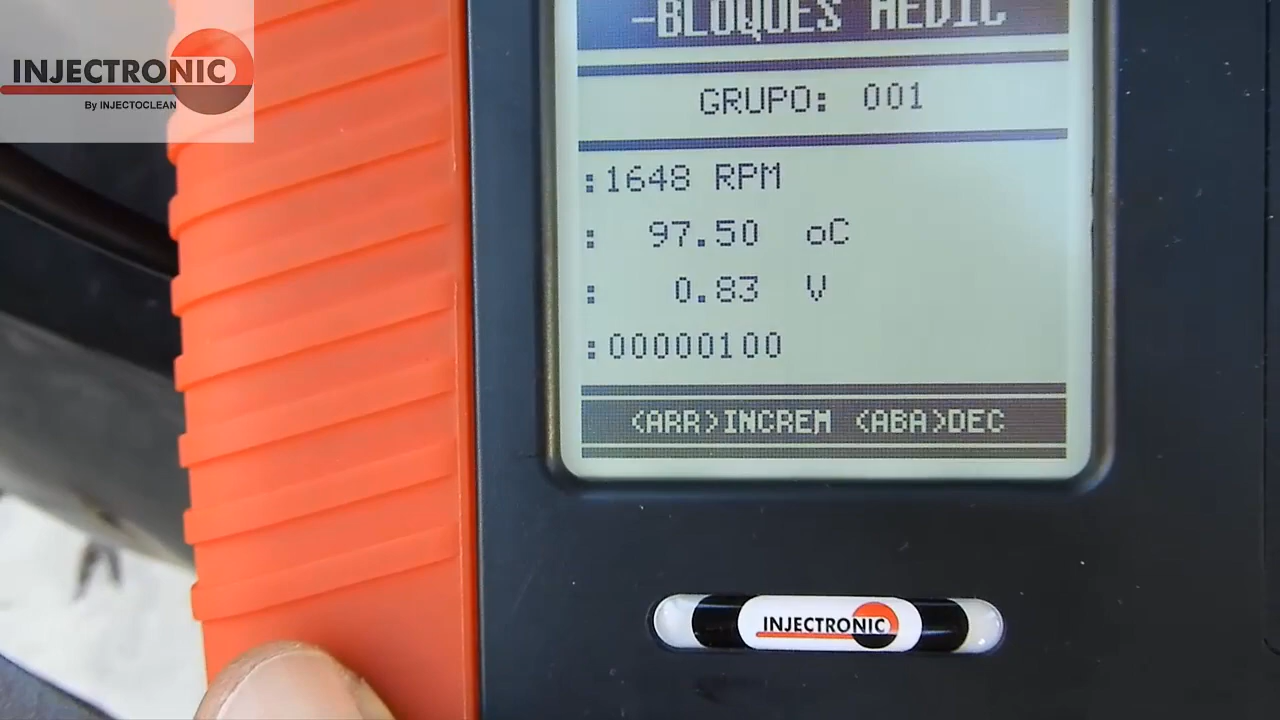 INJECTRONIC
By INJECTOCLEAN
-BLOQUES MEDIC
GRUPO: 001
:1648 RPM
: 97.50 oC
: 0.83 V
:00000100
<ARR>INCREM <ABA>DEC
INJECTRONIC